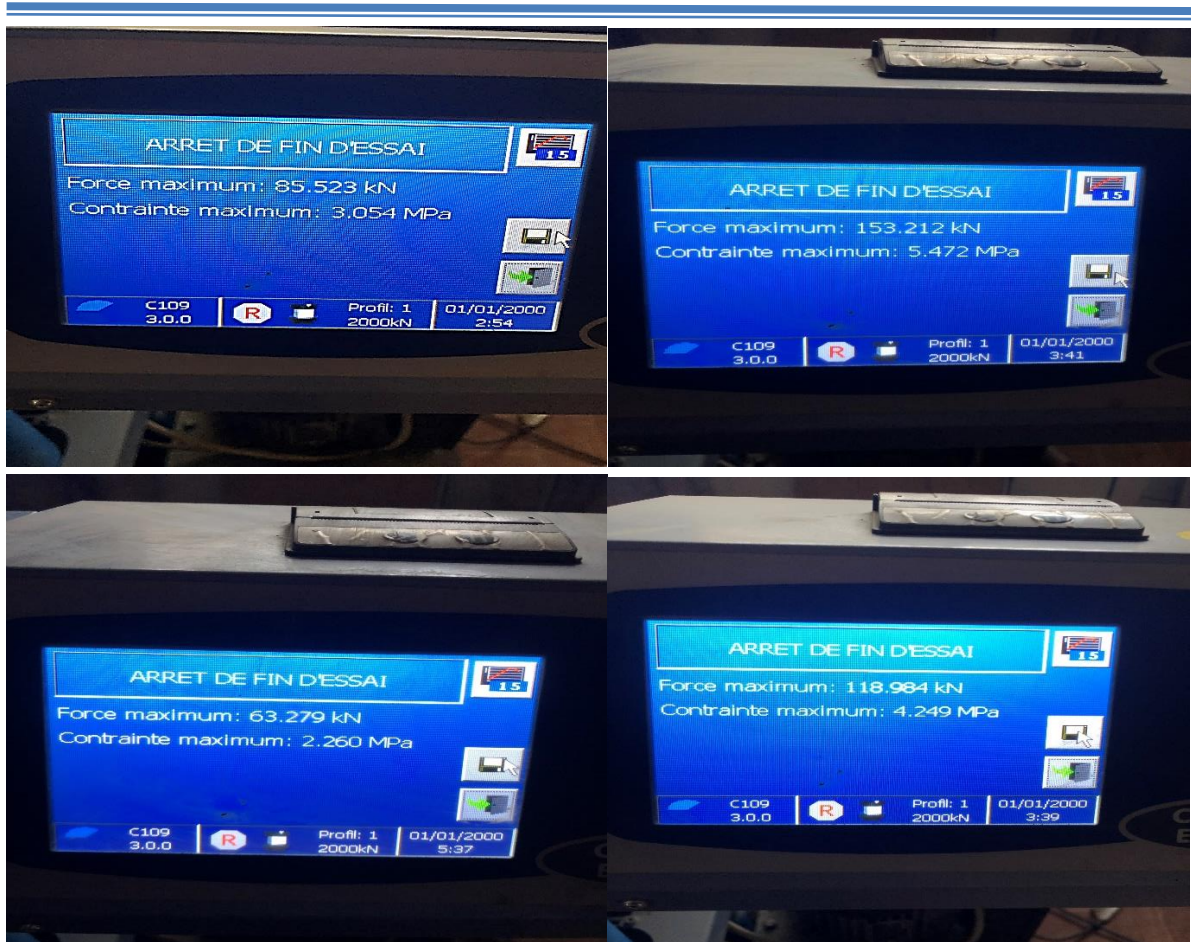 ARRET DE FIN D'ESSAI
15
Force maximum: 85.523 kN
Contrainte maximum: 3.054 MPa
C109
3.0.0
R
Profil: 1
2000kN
01/01/2000
2:54
ARRET DE FIN D'ESSAI
15
Force maximum: 153.212 kN
Contrainte maximum: 5.472 MPa
C109
3.0.0
R
Profil: 1
2000kN
01/01/2000
3:41
ARRET DE FIN D'ESSAI
15
Force maximum: 63.279 kN
Contrainte maximum: 2.260 MPa
C109
3.0.0
R
Profil: 1
2000kN
01/01/2000
5:37
ARRET DE FIN D'ESSAI
15
Force maximum: 118.984 kN
Contrainte maximum: 4.249 MPa
C109
3.0.0
R
Profil: 1
2000kN
01/01/2000
3:39